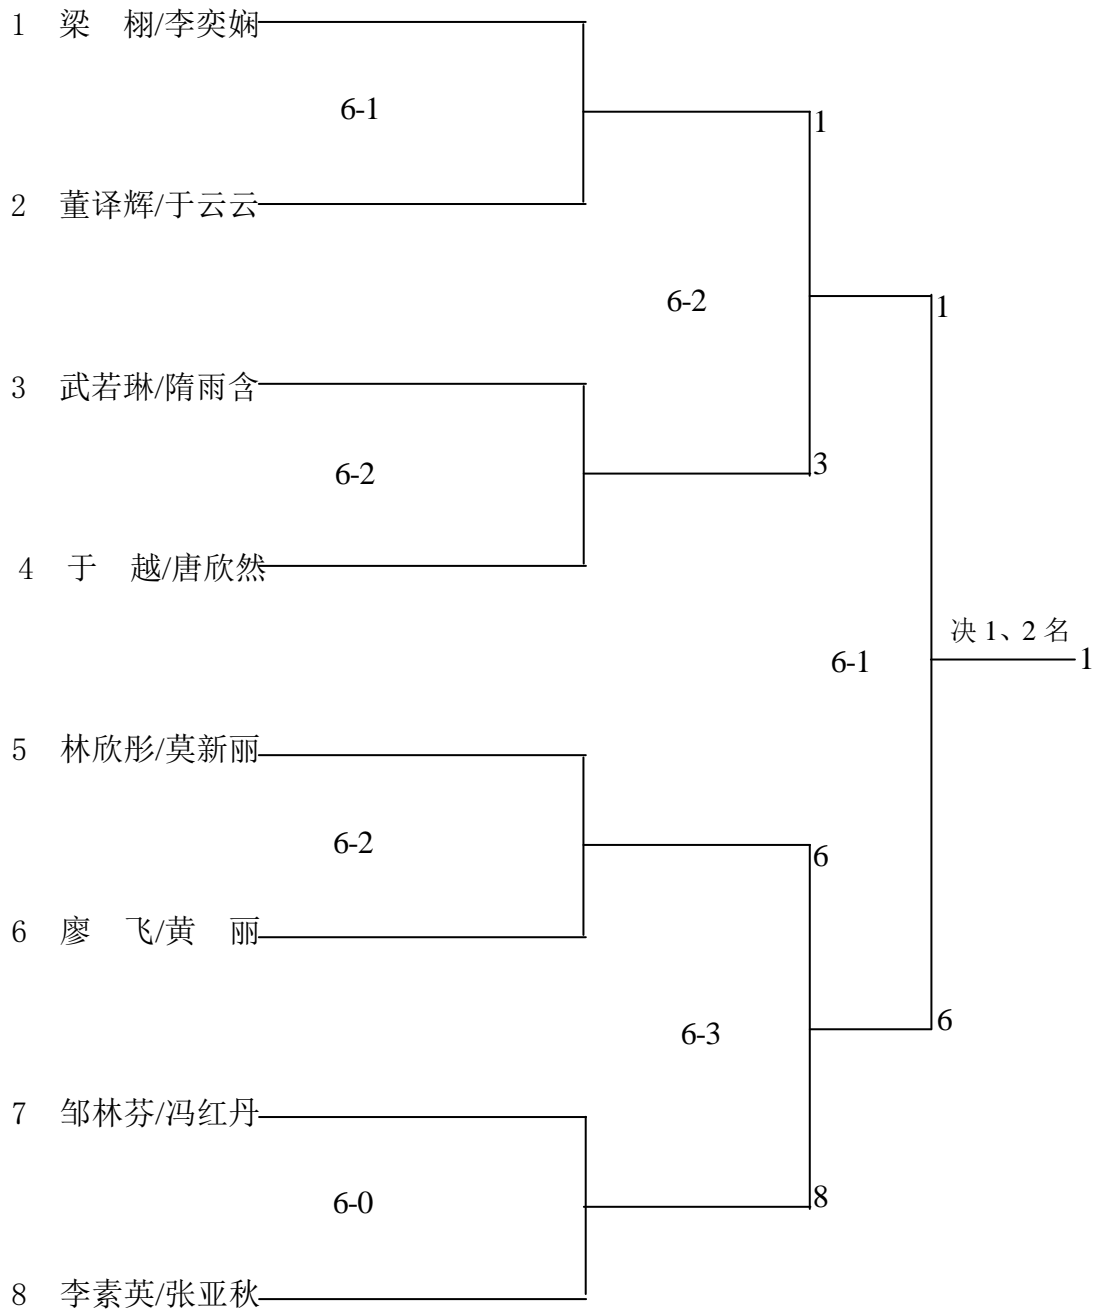 1 梁 栩/李奕娴
6-1
1
2 董译辉/于云云
6-2
1
3 武若琳/隋雨含
6-2
3
4 于 越/唐欣然
决 1、2 名
6-1
1
5 林欣彤/莫新丽
6-2
6
6 廖 飞/黄 丽
6-3
6
7 邹林芬/冯红丹
6-0
8
8 李素英/张亚秋